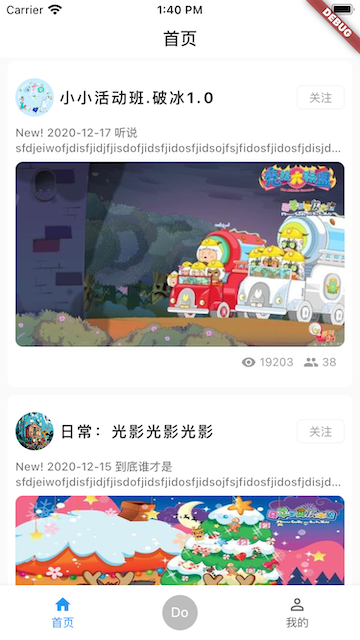 Carrier
1:40 PM
DEBUG
首页
小小活动班.破冰1.0
关注
New! 2020-12-17 听说
sfdjeiwofjdisfjidjfjisdofjidsfjidosfjidosjojfsjfidosfjidosfjdisjd...
19203
38
日常：光影光影光影
关注
New! 2020-12-15 到底谁才是
sfdjeiwofjdisfjidjfjisdofjidsfjidosfjidosfjsjfidosfjidosfjdisjd...
首页
Do
我的